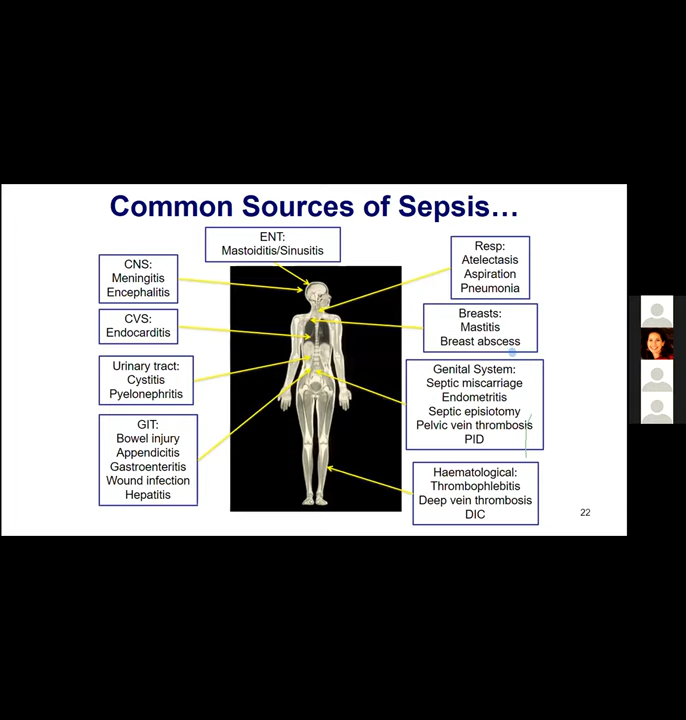 Common Sources of Sepsis…
ENT:
Mastoiditis/Sinusitis
CNS:
Meningitis
Encephalitis
CVS:
Endocarditis
Urinary tract:
Cystitis
Pyelonephritis
GIT:
Bowel injury
Appendicitis
Gastroenteritis
Wound infection
Hepatitis
Resp:
Atelectasis
Aspiration
Pneumonia
Breasts:
Mastitis
Breast abscess
Genital System:
Septic miscarriage
Endometritis
Septic episiotomy
Pelvic vein thrombosis
PID
Haematological:
Thrombophlebitis
Deep vein thrombosis
DIC
22